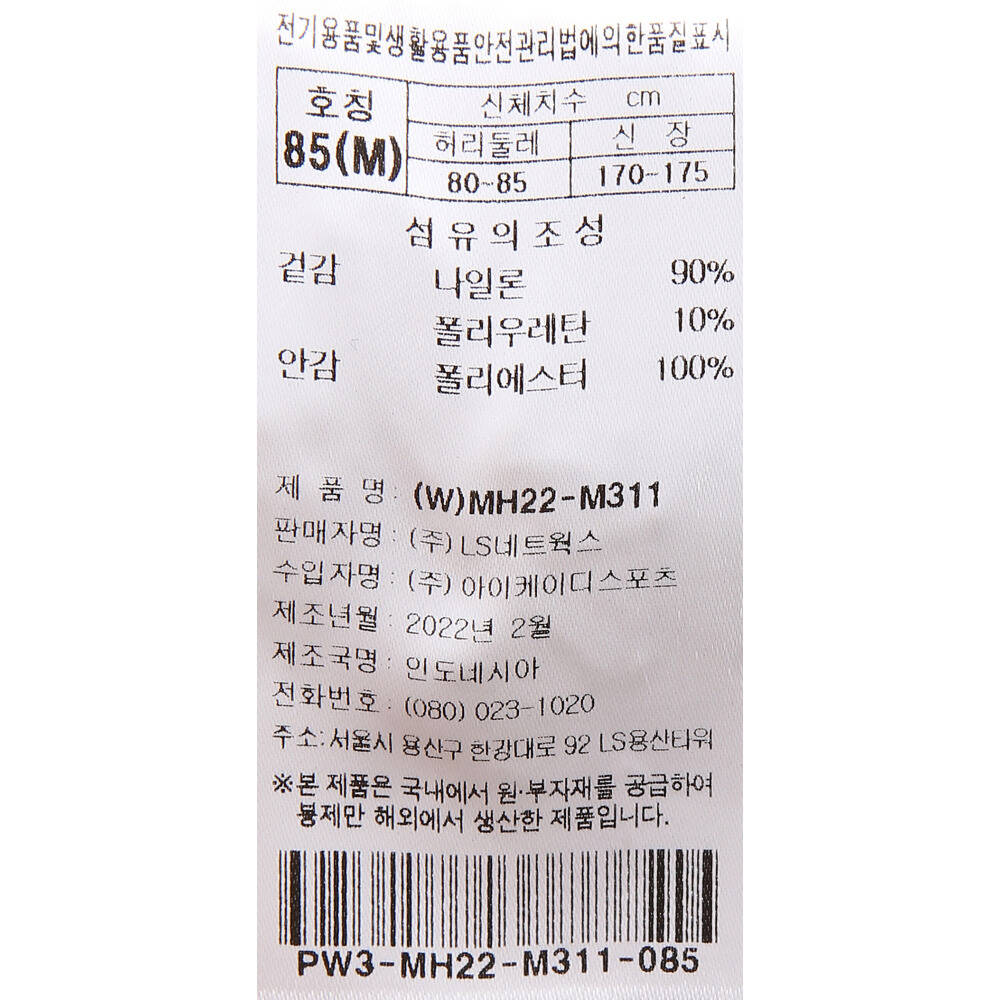 전기용품및생활용품안전관리법에의한품질표시
호칭 신체치수 cm
85(M) 허리둘레 신 장
80~85 170~175
섬유의조성
겉감 나일론 90%
폴리우레탄 10%
안감 폴리에스터 100%
제 품 명 : (W)MH22-M311
판매자명 : (주)LS네트웍스
수입자명 : (주)아이케이디스포츠
제조년월 : 2022년 2월
제조국명 : 인도네시아
전화번호 : (080) 023-1020
주소: 서울시 용산구 한강대로 92 LS용산타워
※본 제품은 국내에서 원·부자재를 공급하여
봉제만 해외에서 생산한 제품입니다.
PW3-MH22-M311-085